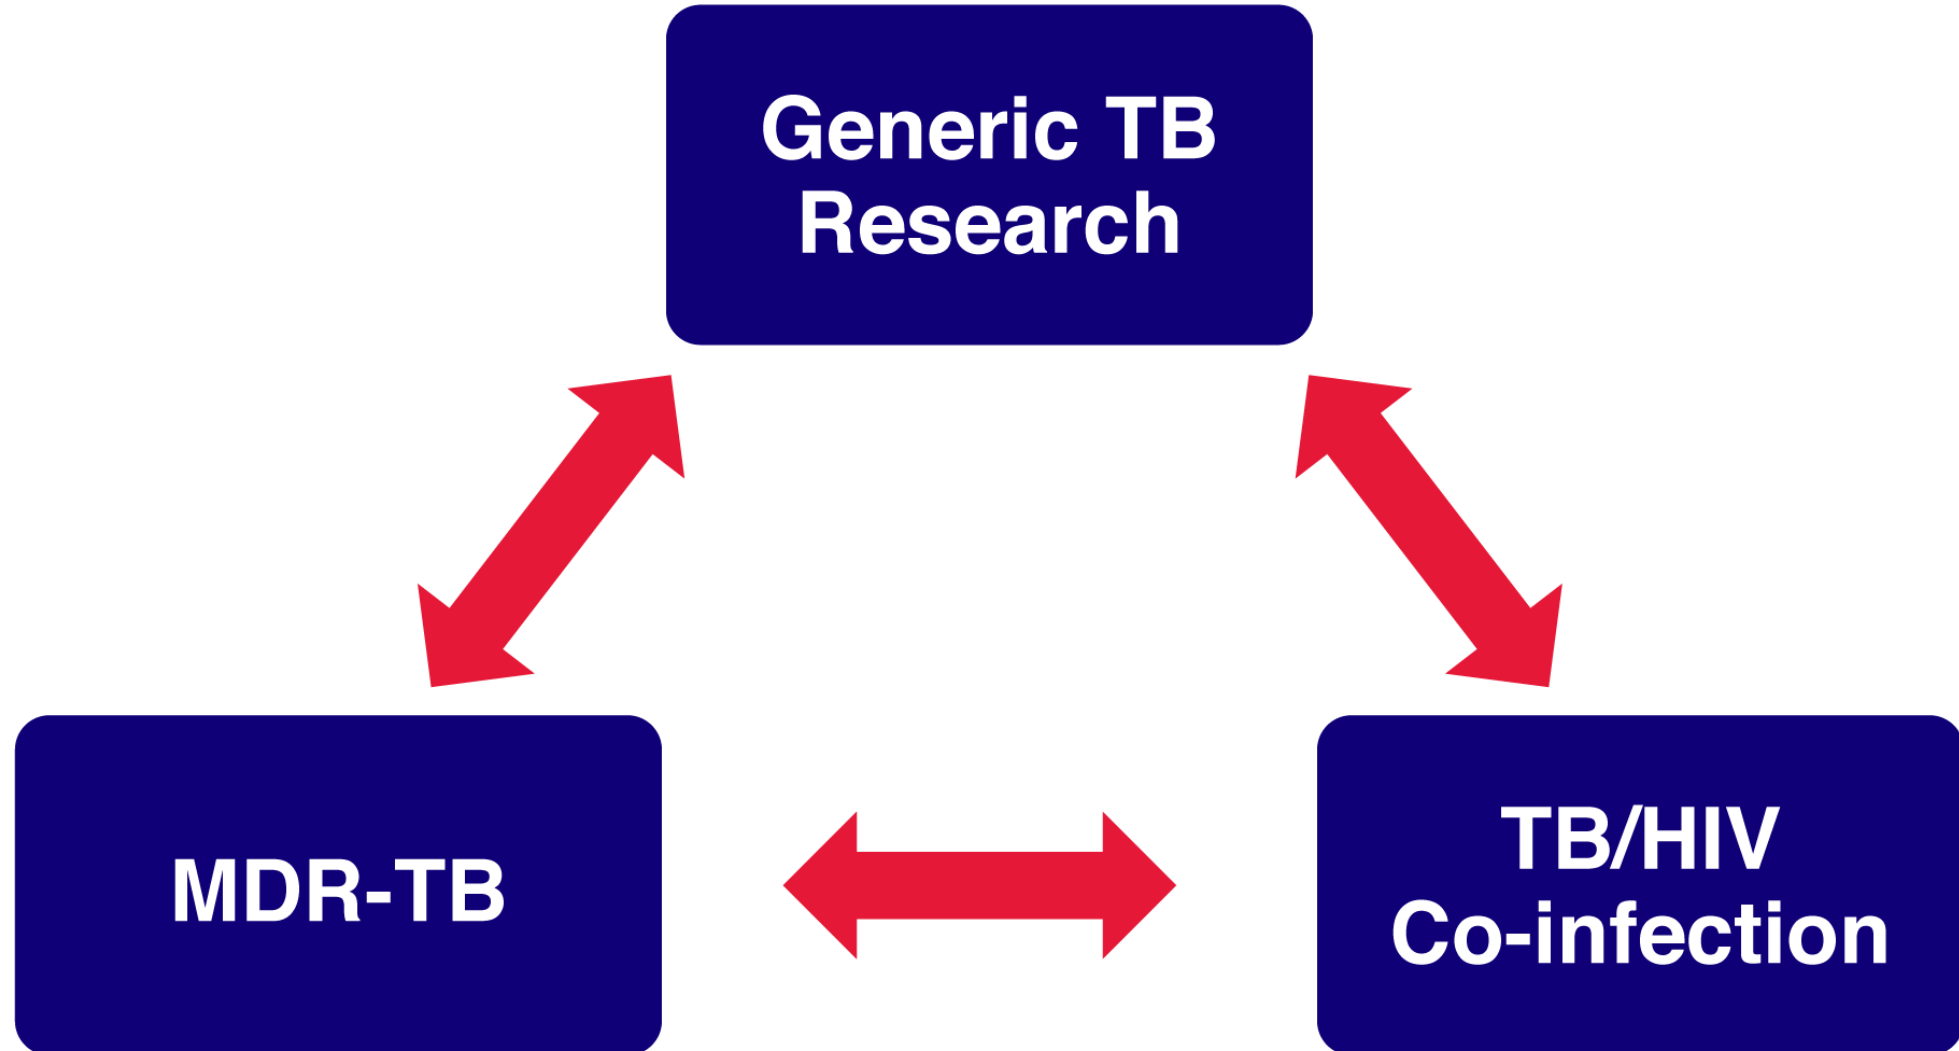 Generic TB
Research
MDR-TB
TB/HIV
Co-infection